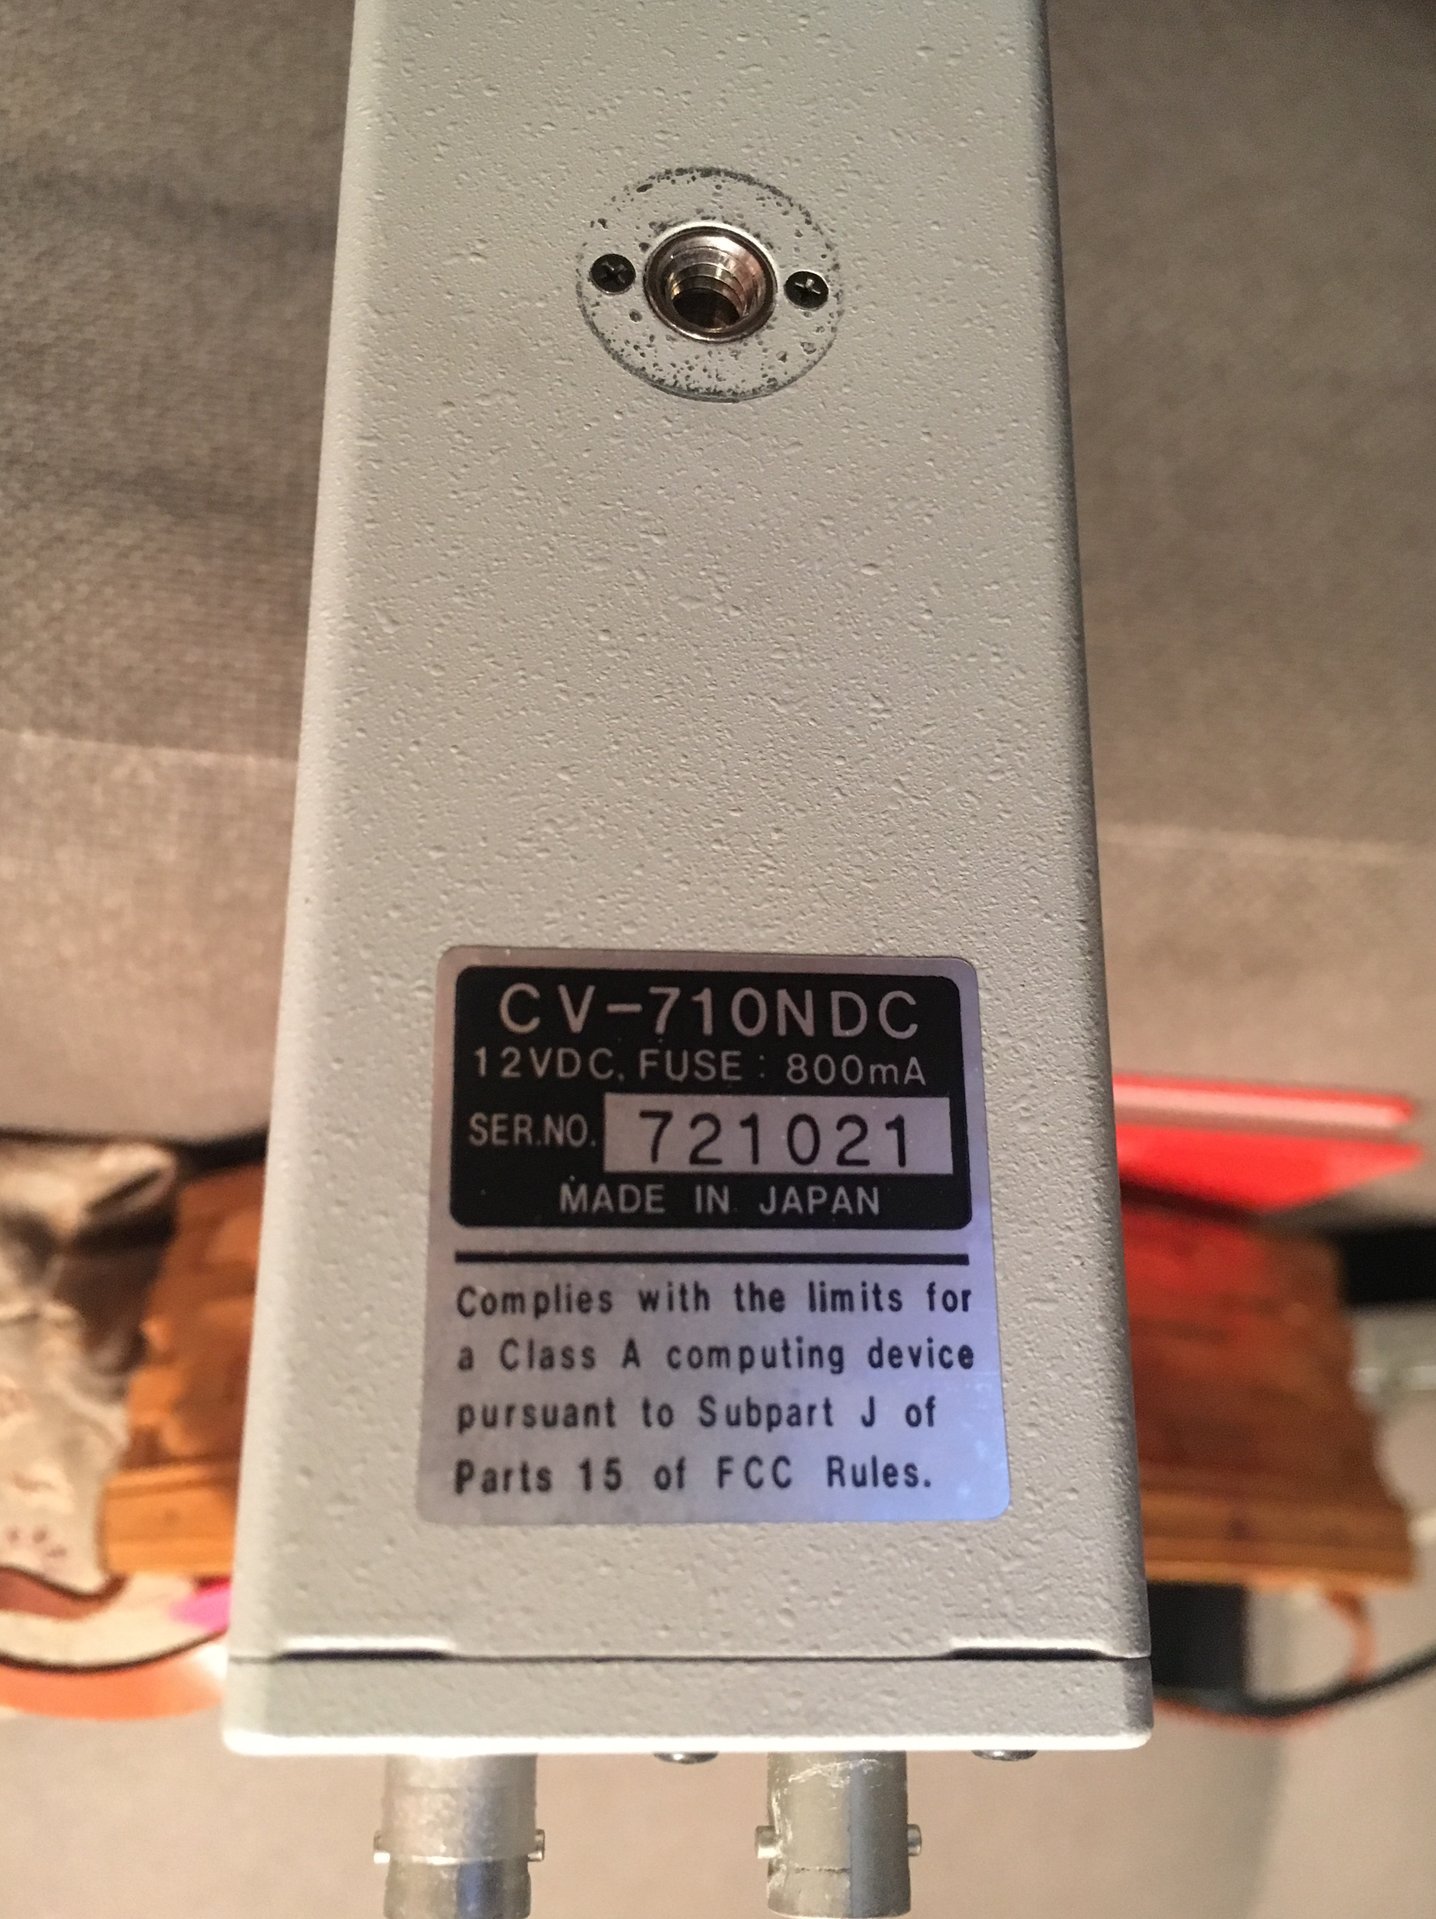 CV-710NDC
12VDC. FUSE : 800mA
SER.NO. 721021
MADE IN JAPAN
Complies with the limits for
a Class A computing device
pursuant to Subpart J of
Parts 15 of FCC Rules.